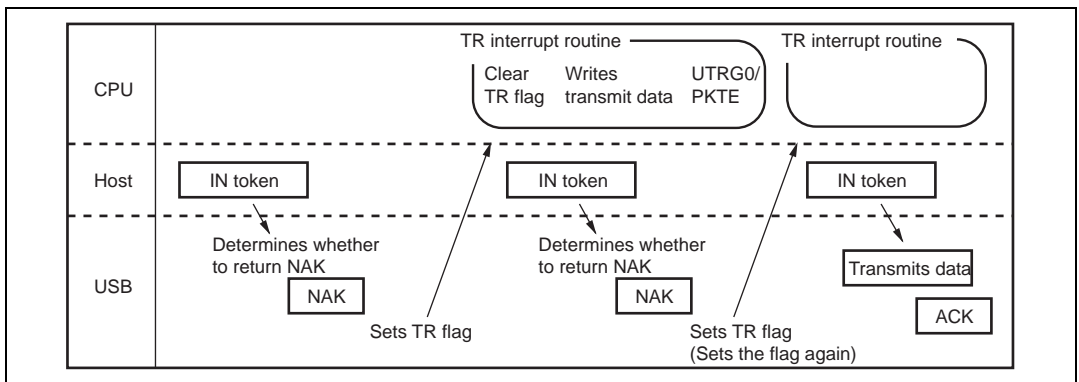 TR interrupt routine
TR interrupt routine
CPU
Clear Writes UTRG0/
TR flag transmit data PKTE
Host
IN token
IN token
IN token
USB
Determines whether
to return NAK
NAK
Sets TR flag
Determines whether
to return NAK
NAK
Sets TR flag
(Sets the flag again)
Transmits data
ACK